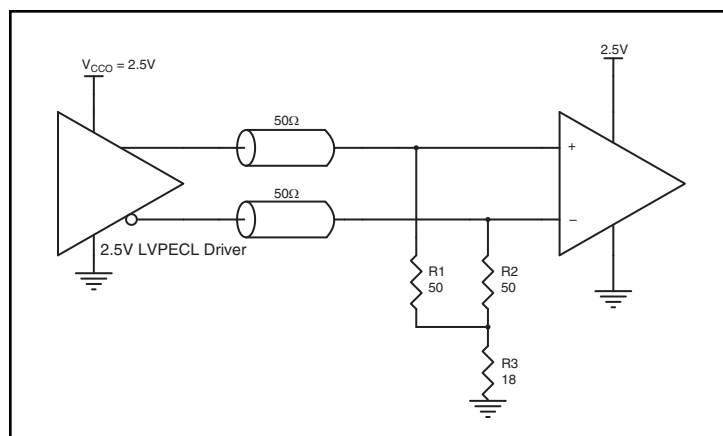 V_CCO = 2.5V
2.5V
50Ω
+
50Ω
−
2.5V LVPECL Driver
R1
50
R2
50
R3
18